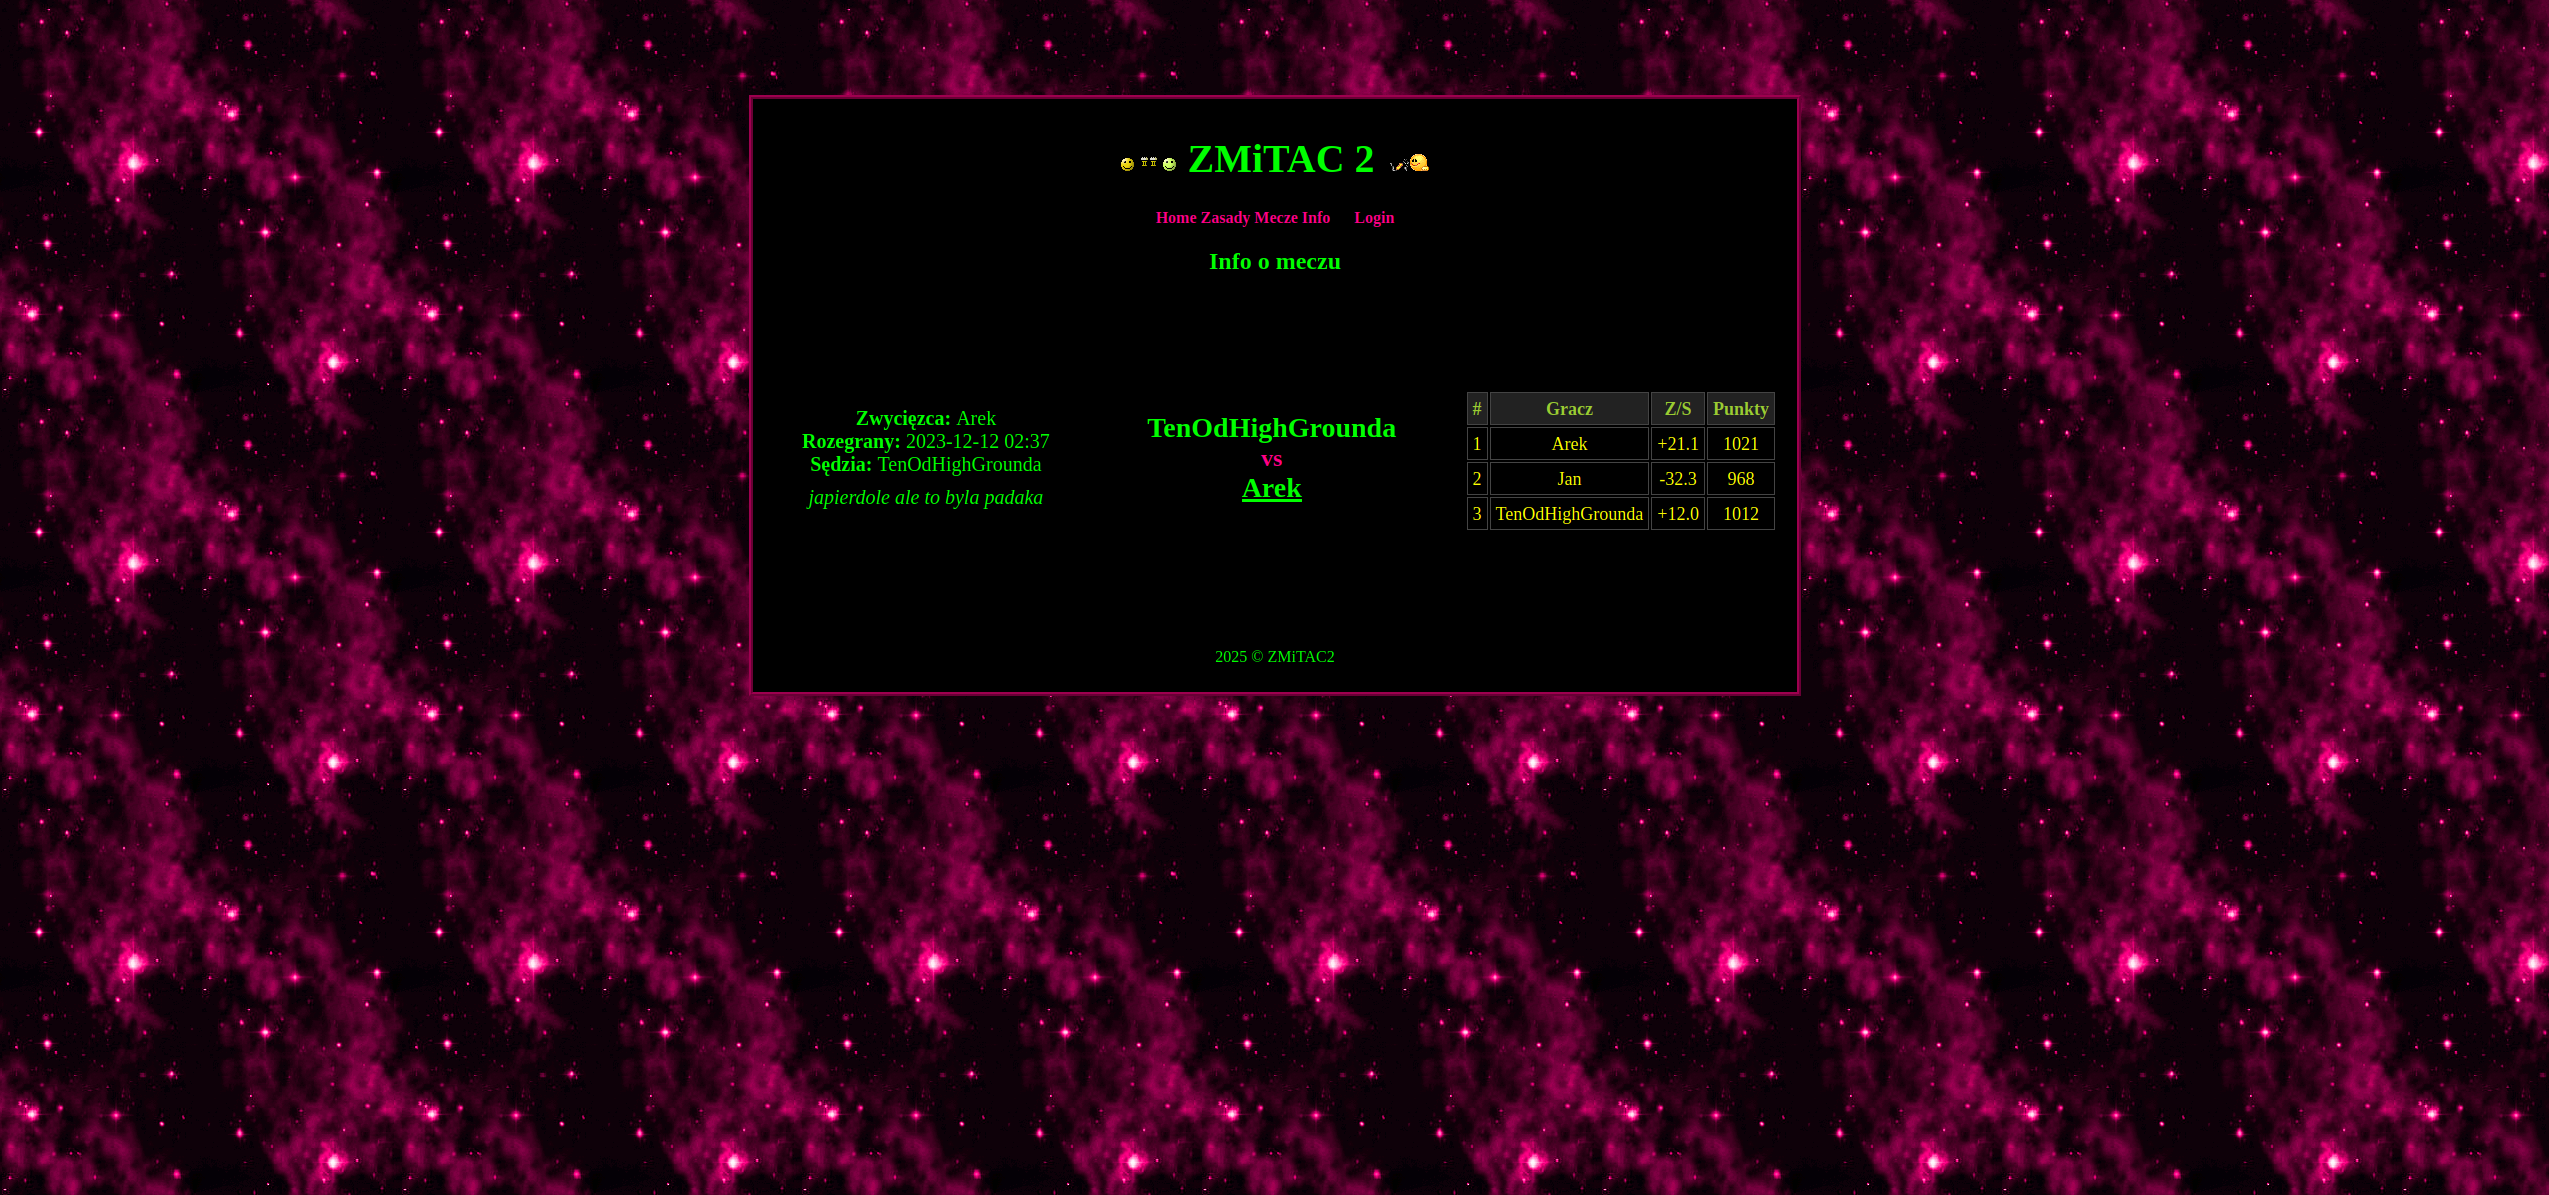 ZMiTAC 2
Home Zasady Mecze Info Login
Info o meczu
Zwycięzca: Arek
Rozegrany: 2023-12-12 02:37
Sędzia: TenOdHighGrounda
japierdole ale to byla padaka
TenOdHighGrounda
vs
Arek
# Gracz Z/S Punkty
1 Arek +21.1 1021
2 Jan -32.3 968
3 TenOdHighGrounda +12.0 1012
2025 © ZMiTAC2